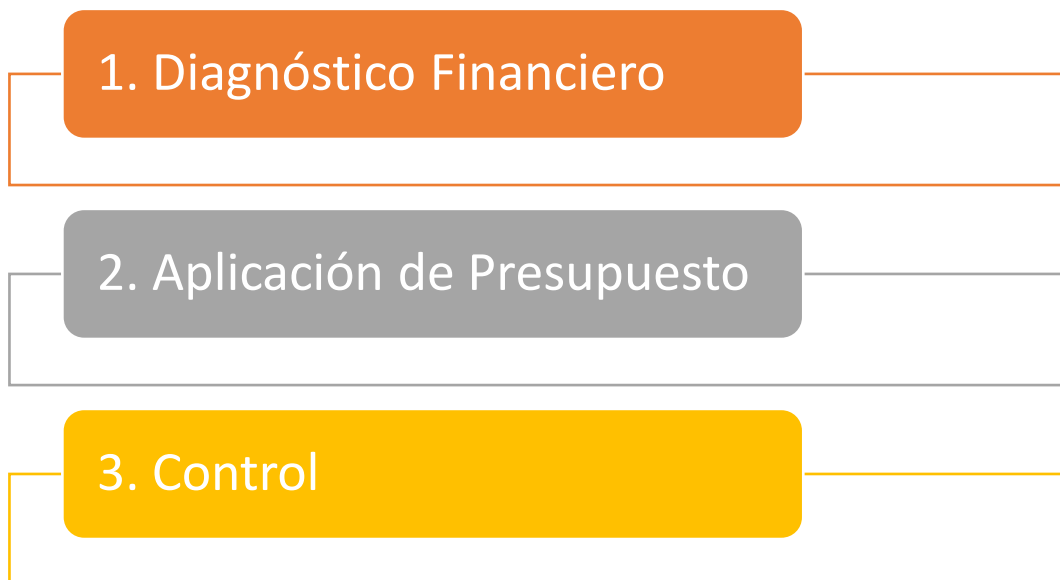 1. Diagnóstico Financiero
2. Aplicación de Presupuesto
3. Control